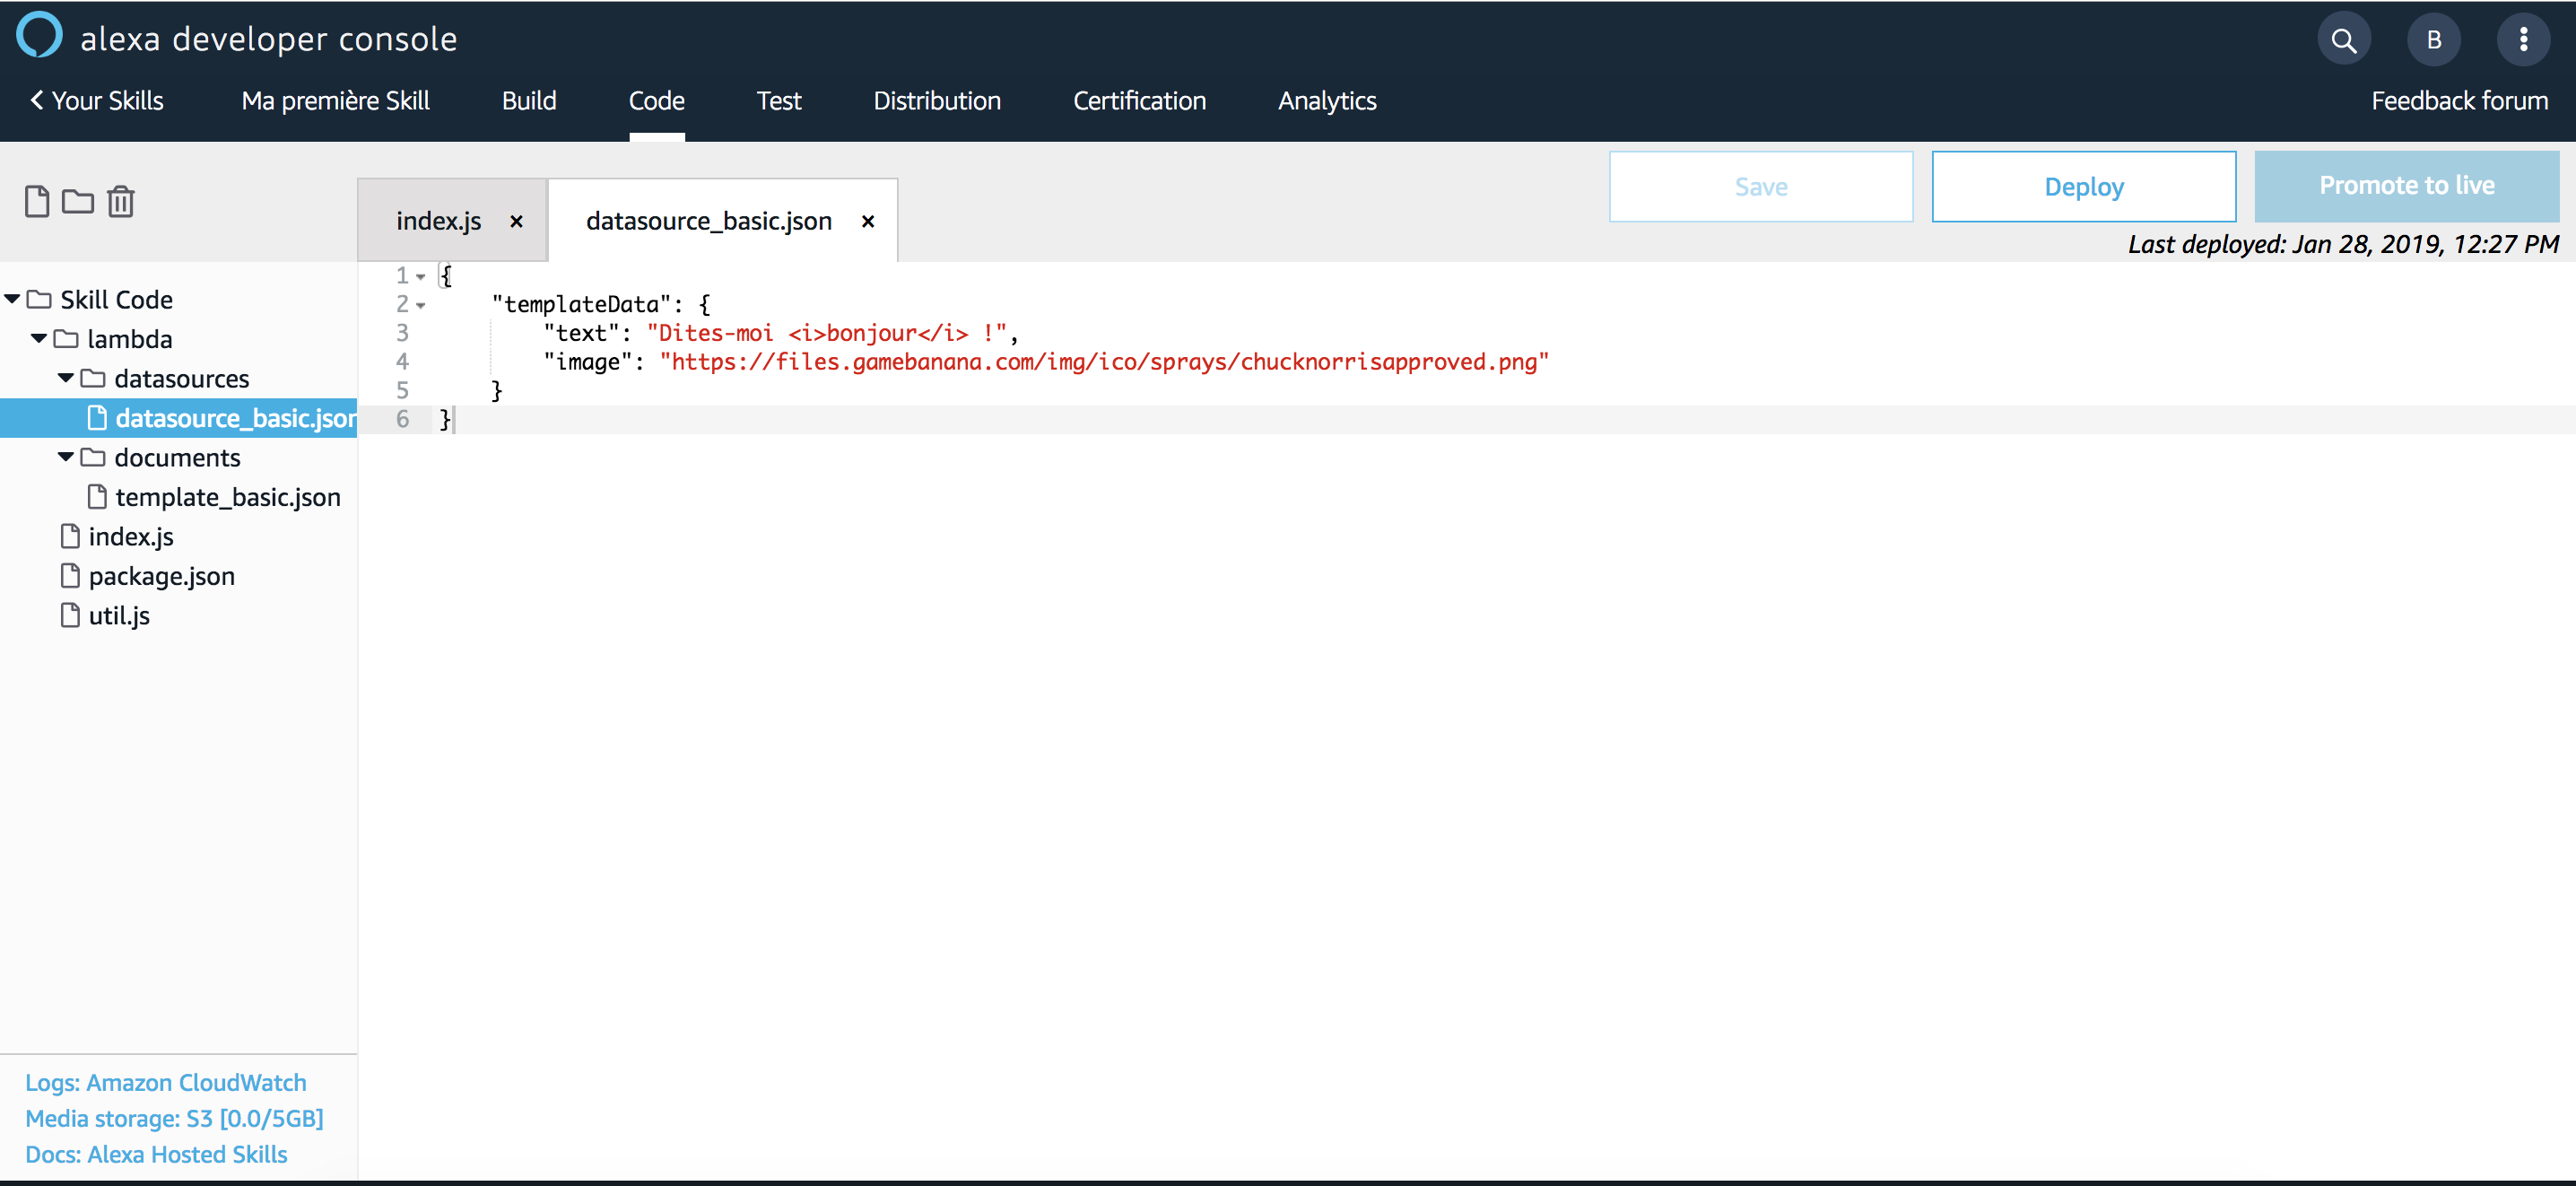 alexa developer console
B
Your Skills Ma première Skill Build Code Test Distribution Certification Analytics Feedback forum
Save Deploy Promote to live
index.js × datasource_basic.json ×
Last deployed: Jan 28, 2019, 12:27 PM
Skill Code
lambda
datasources
datasource_basic.json
documents
template_basic.json
index.js
package.json
util.js
1 {
2 "templateData": {
3 "text": "Dites-moi <i>bonjour</i> !",
4 "image": "https://files.gamebanana.com/img/ico/sprays/chucknorrisapproved.png"
5 }
6 }
Logs: Amazon CloudWatch
Media storage: S3 [0.0/5GB]
Docs: Alexa Hosted Skills